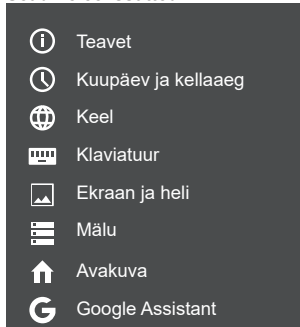 Teavet
Kuupäev ja kellaaeg
Keel
Klaviatuur
Ekraan ja heli
Mälu
Avakuva
Google Assistant